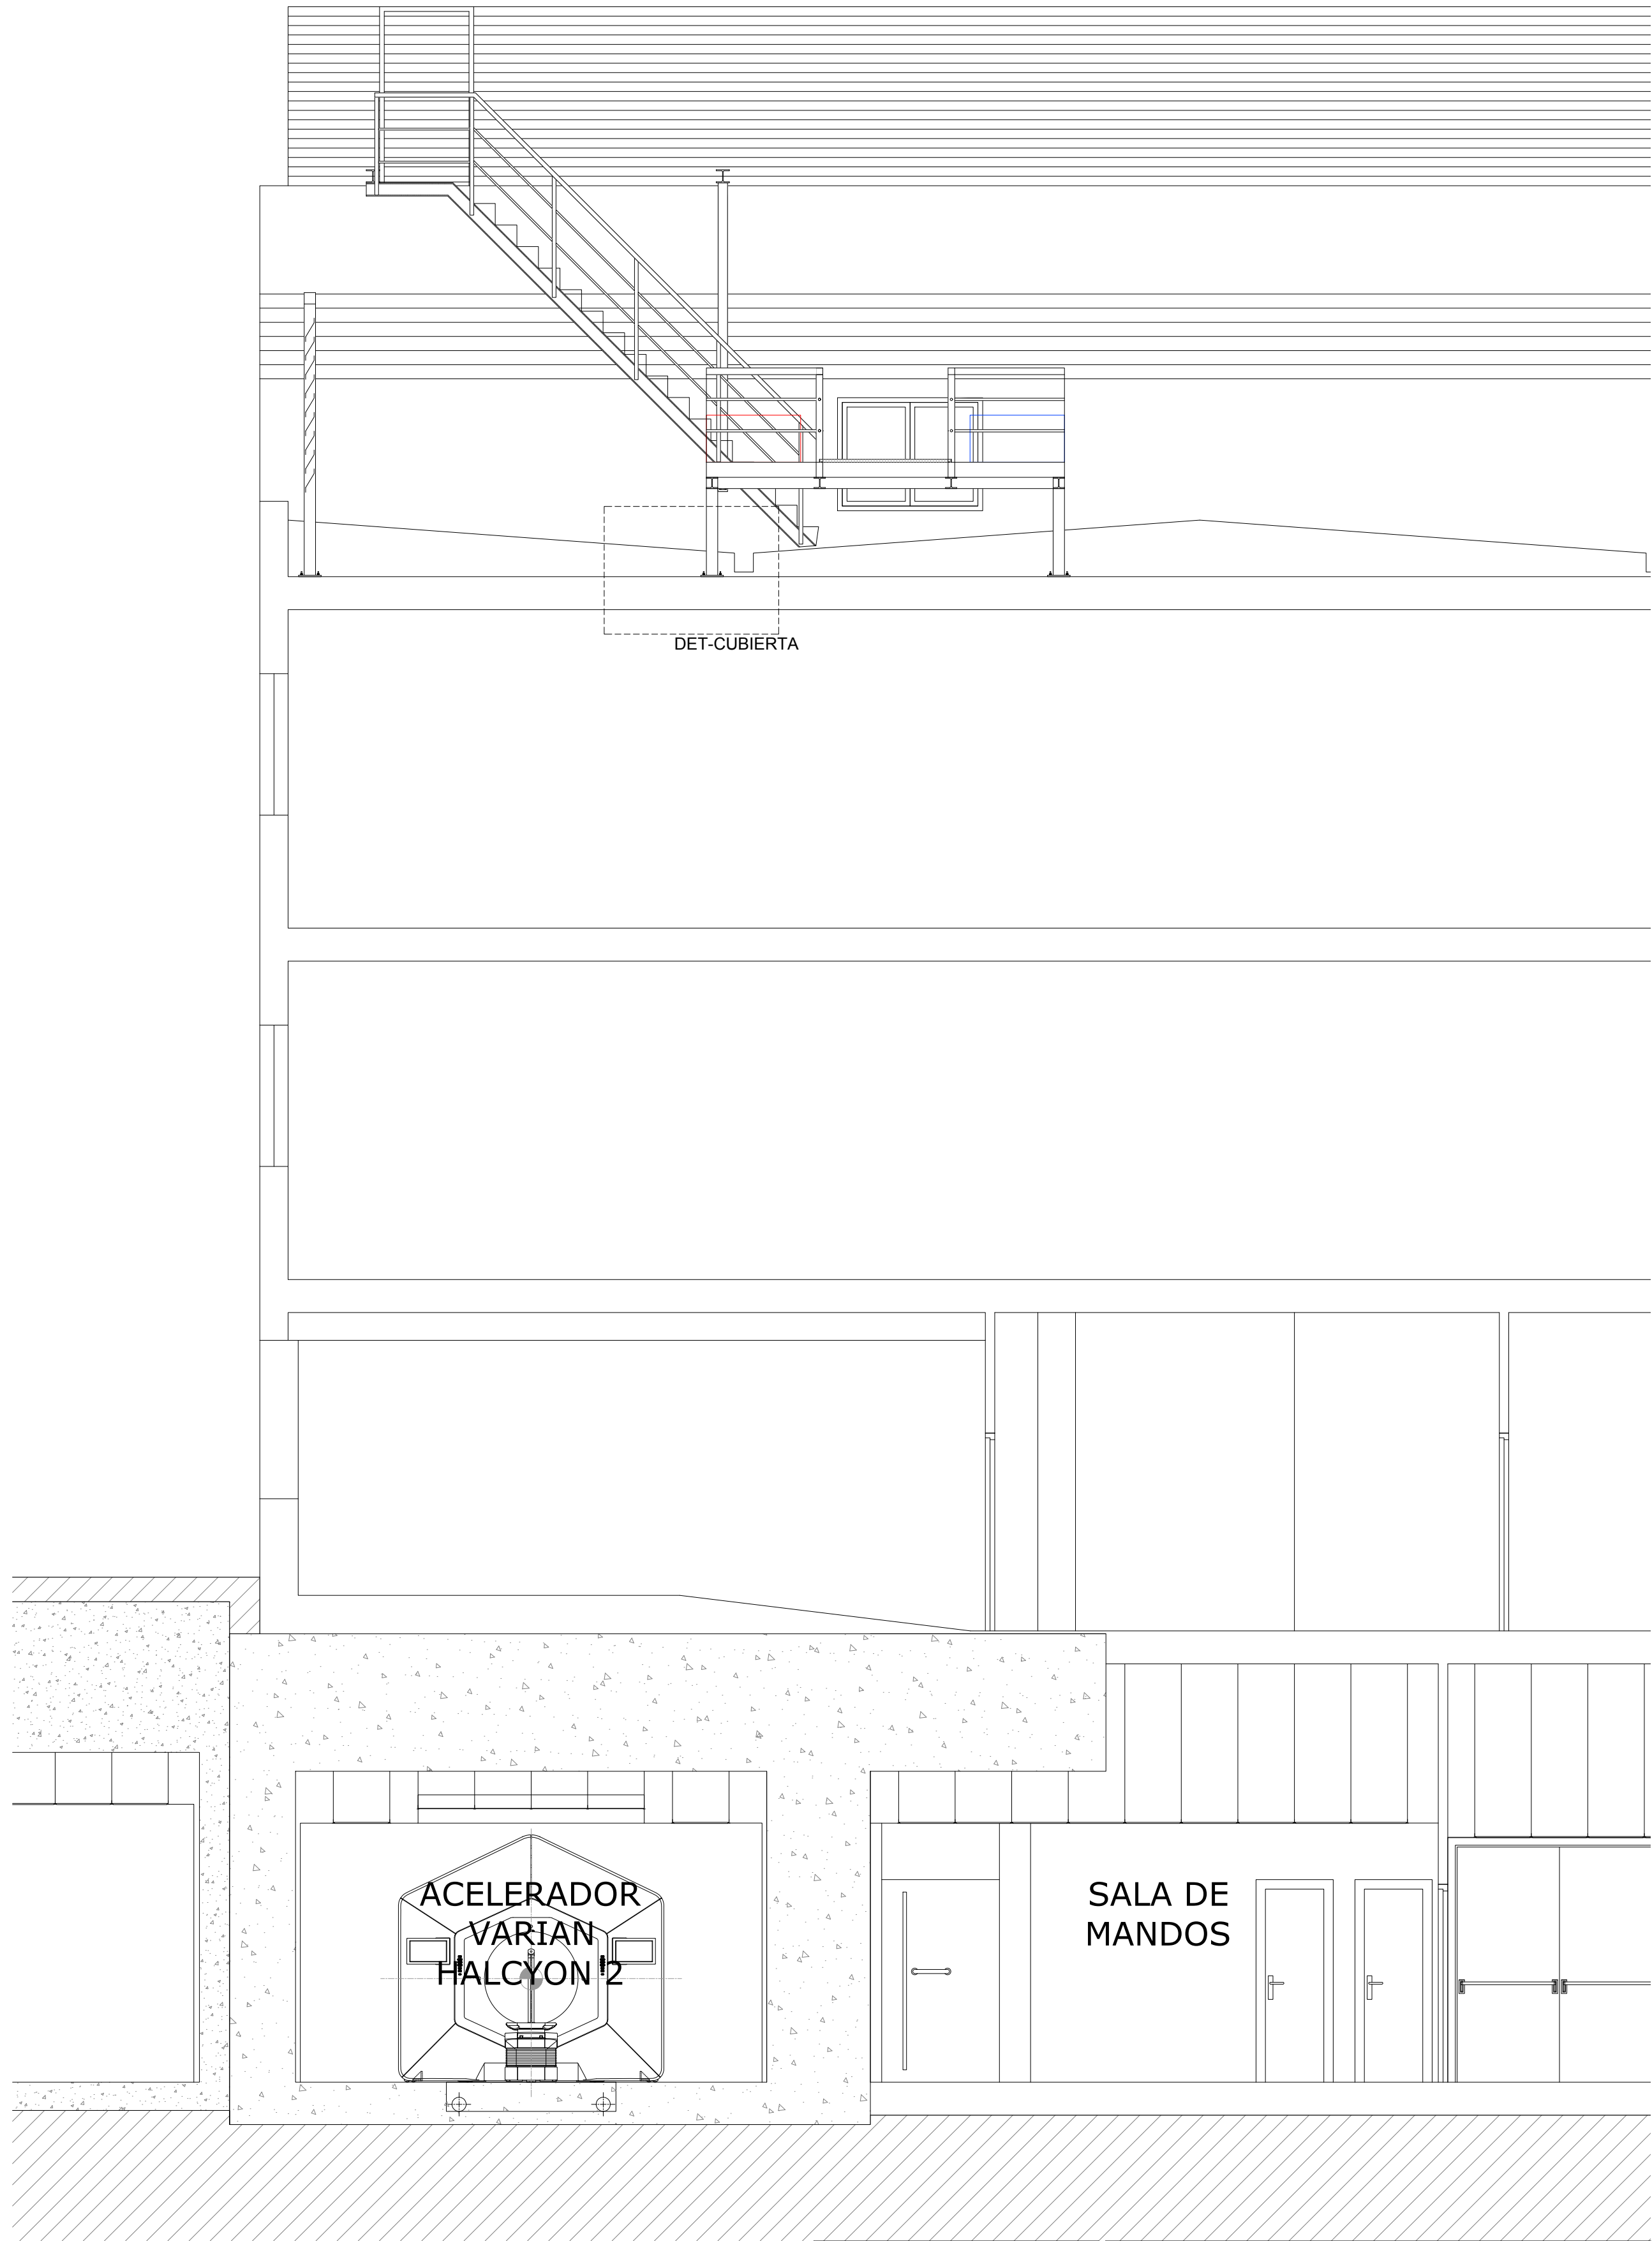 DET-CUBIERTA
ACELERADOR
VARIAN
HALCYON 2
SALA DE
MANDOS